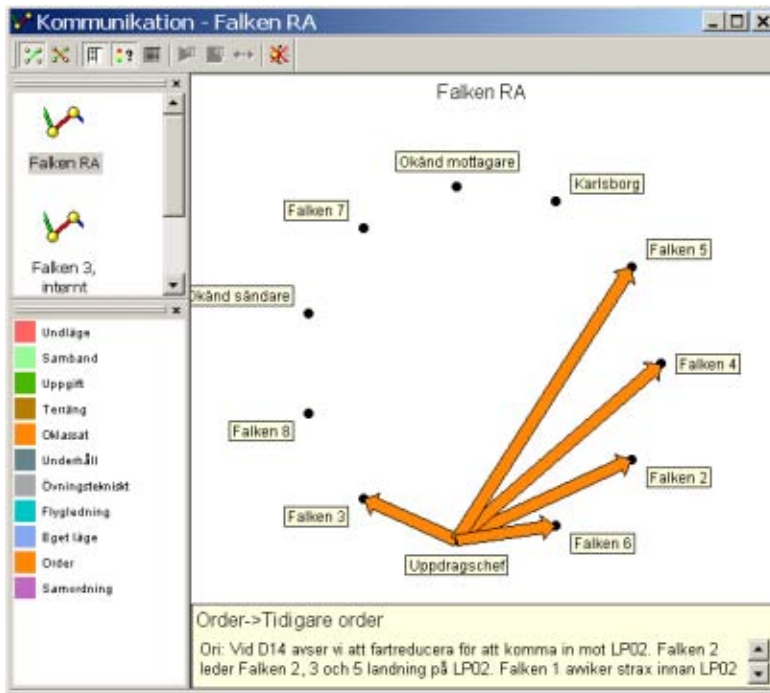 Kommunikation - Falken RA
Falken RA
Falken 3,
internt
Undläge
Samband
Uppgift
Terräng
Oklassat
Underhåll
Övningstekniskt
Flygledning
Eget läge
Order
Samordning
Falken RA
Okänd mottagare
Karlsborg
Falken 7
Falken 5
Okänd sändare
Falken 4
Falken 8
Falken 2
Falken 3
Falken 6
Uppdragschef
Order->Tidigare order
Ori: Vid D14 avser vi att fartreducera för att komma in mot LP02. Falken 2
leder Falken 2, 3 och 5 landning på LP02. Falken 1 awiker strax innan LP02